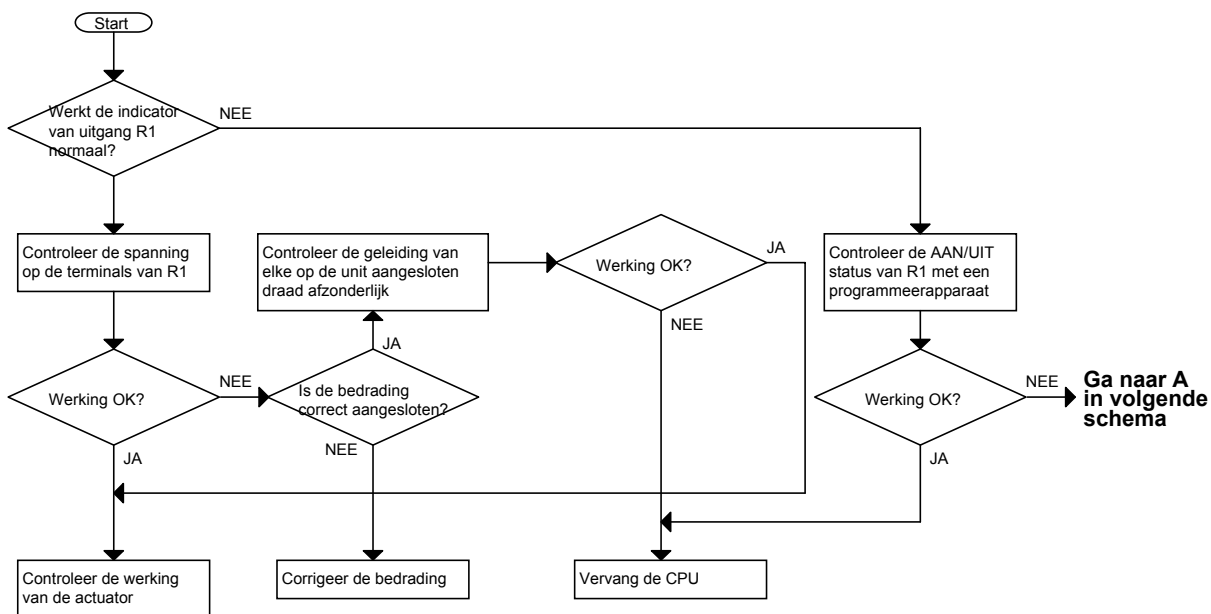 Start
Werkt de indicator
van uitgang R1
normaal?
NEE
Controleer de spanning
op de terminals van R1
Controleer de geleiding van
elke op de unit aangesloten
draad afzonderlijk
Werking OK?
JA
Controleer de AAN/UIT
status van R1 met een
programmeerapparaat
NEE
JA
Werking OK?
NEE
Is de bedrading
correct aangesloten?
Werking OK?
NEE
Ga naar A
in volgende
schema
JA
NEE
JA
Controleer de werking
van de actuator
Corrigeer de bedrading
Vervang de CPU